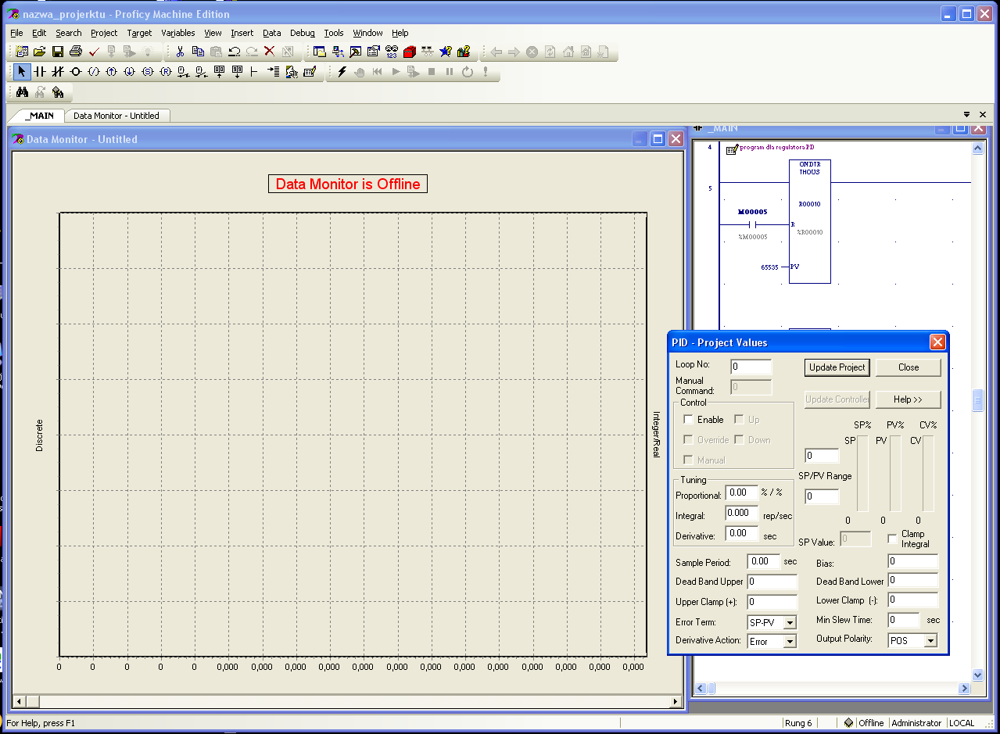 nazwa_projerktu - Proficy Machine Edition
File Edit Search Project Target Variables View Insert Data Debug Tools Window Help
_MAIN Data Monitor - Untitled
Data Monitor - Untitled
Data Monitor is Offline
Discrete
Integer/Real
0 0 0 0 0 0,000 0,000 0,000 0,000 0,000 0,000 0,000 0,000 0,000 0,000 0,000 0,000 0,000
_MAIN
4 program dla regulatora PD
5
ONDTR
THOUS
R00010
%R00010
M00005
%M00005
R
65535 PV
PID - Project Values
Loop No: 0
Update Project Close
Manual
Command: 0
Update Controller Help >>
Control
Enable Up
Override Down
Manual
SP% PV% CV%
SP PV CV
0
SP/PV Range
0
0 0 0
Tuning
Proportional: 0.00 % / %
Integral: 0.000 rep/sec
Derivative: 0.00 sec
SP Value: 0
Clamp
Integral
Sample Period: 0.00 sec
Bias: 0
Dead Band Upper 0
Dead Band Lower 0
Upper Clamp (+): 0
Lower Clamp (-): 0
Error Term: SP-PV
Min Slew Time: 0 sec
Derivative Action: Error
Output Polarity: POS
For Help, press F1
Rung 6 Offline Administrator LOCAL